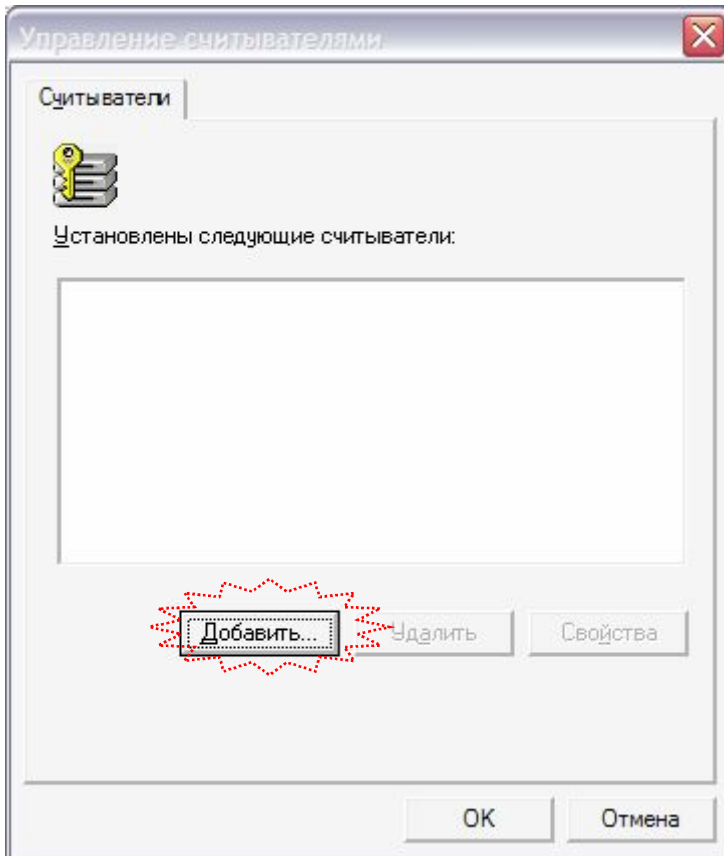 Управление считывателями
Считыватели
Установлены следующие считыватели:
Добавить... Удалить Свойства
OK Отмена